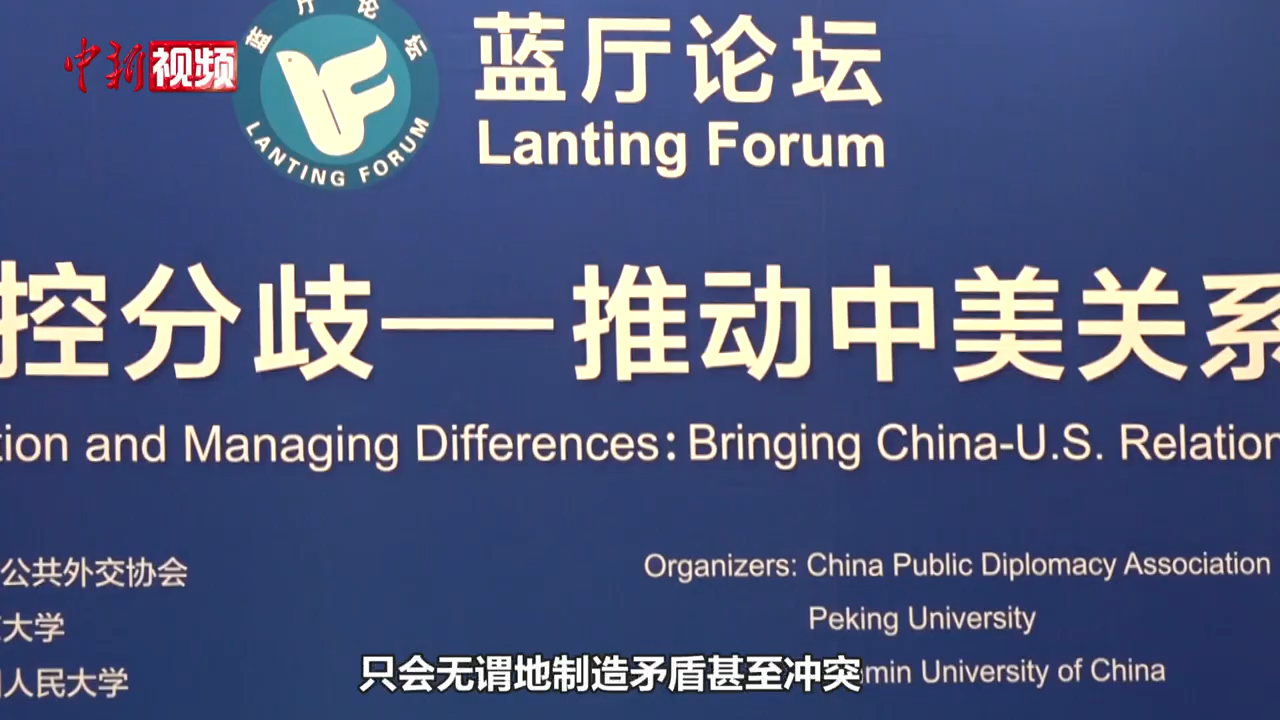 中新视频
蓝厅论坛
LANTING FORUM
蓝厅论坛
Lanting Forum
控分歧——推动中美关系
tion and Managing Differences: Bringing China-U.S. Relation
公共外交协会
大学
人民大学
Organizers: China Public Diplomacy Association
Peking University
min University of China
只会无谓地制造矛盾甚至冲突